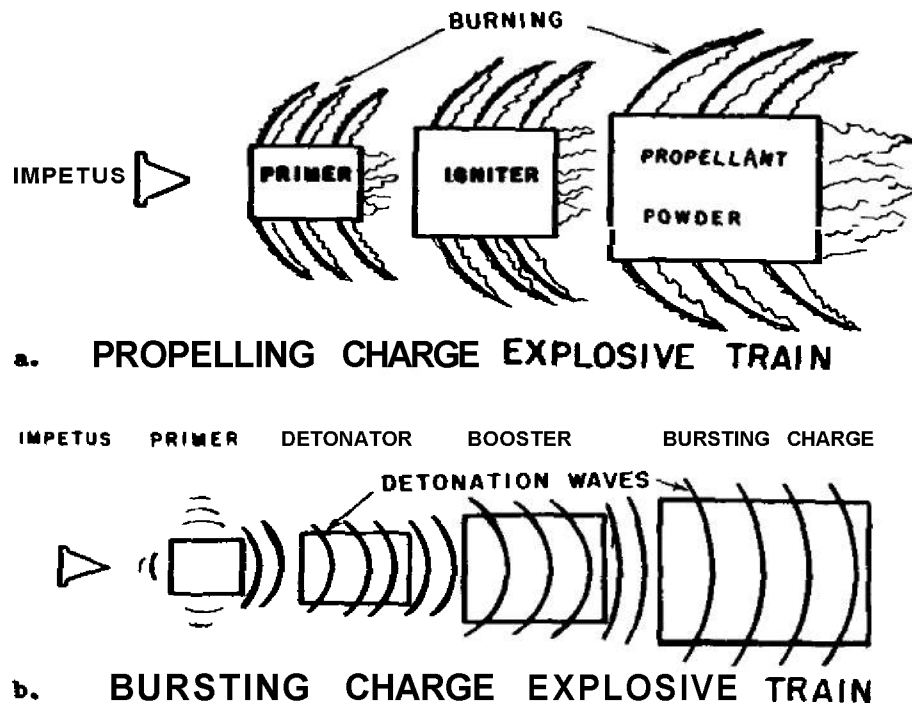 BURNING
IMPETUS PRIMER IGNITER PROPELLANT
POWDER
a. PROPELLING CHARGE EXPLOSIVE TRAIN
IMPETUS PRIMER DETONATOR BOOSTER BURSTING CHARGE
DETONATION WAVES
b. BURSTING CHARGE EXPLOSIVE TRAIN